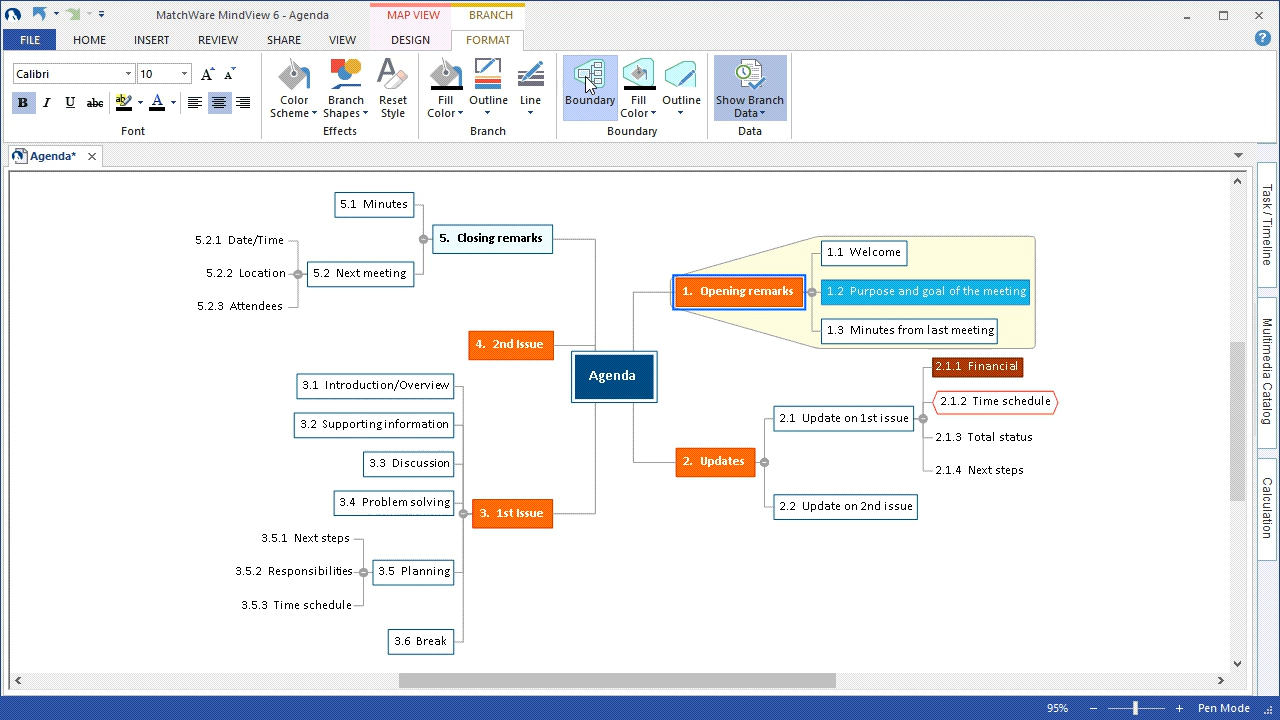 MatchWare MindView 6 - Agenda
MAP VIEW
BRANCH
FILE
HOME
INSERT
REVIEW
SHARE
VIEW
DESIGN
FORMAT
?
Calibri
10
A
A
B
I
U
abc
ab
A
Font
Color
Scheme
Branch
Shapes
Reset
Style
Effects
Fill
Color
Outline
Line
Branch
Boundary
Fill
Color
Outline
Boundary
Show Branch
Data
Data
Agenda*
5.1 Minutes
5. Closing remarks
5.2.1 Date/Time
5.2.2 Location
5.2 Next meeting
5.2.3 Attendees
4. 2nd Issue
Agenda
1. Opening remarks
1.1 Welcome
1.2 Purpose and goal of the meeting
1.3 Minutes from last meeting
2.1.1 Financial
2.1.2 Time schedule
2.1 Update on 1st issue
2.1.3 Total status
2.1.4 Next steps
2. Updates
2.2 Update on 2nd issue
3.1 Introduction/Overview
3.2 Supporting information
3.3 Discussion
3.4 Problem solving
3. 1st Issue
3.5.1 Next steps
3.5.2 Responsibilities
3.5 Planning
3.5.3 Time schedule
3.6 Break
Task / Timeline
Multimedia Catalog
Calculation
95%
Pen Mode